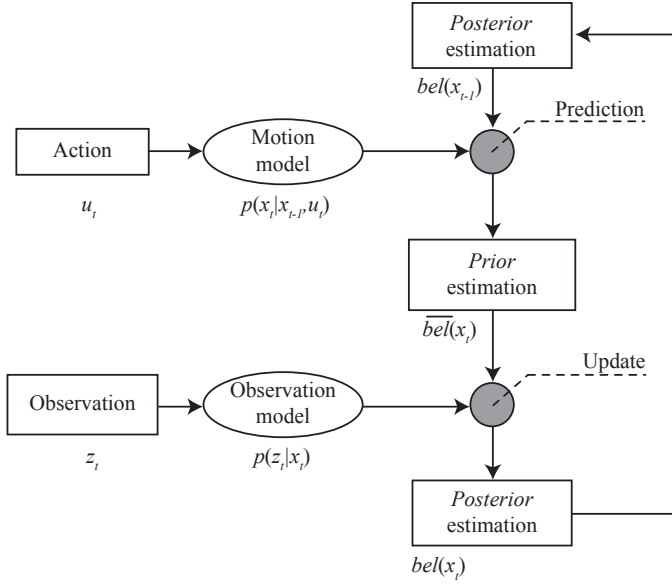 Posterior
estimation
bel(x_{t-1})
Prediction
Action
Motion
model
u_t
p(x_t|x_{t-1},u_t)
Prior
estimation
\overline{bel}(x_t)
Update
Observation
Observation
model
z_t
p(z_t|x_t)
Posterior
estimation
bel(x_t)